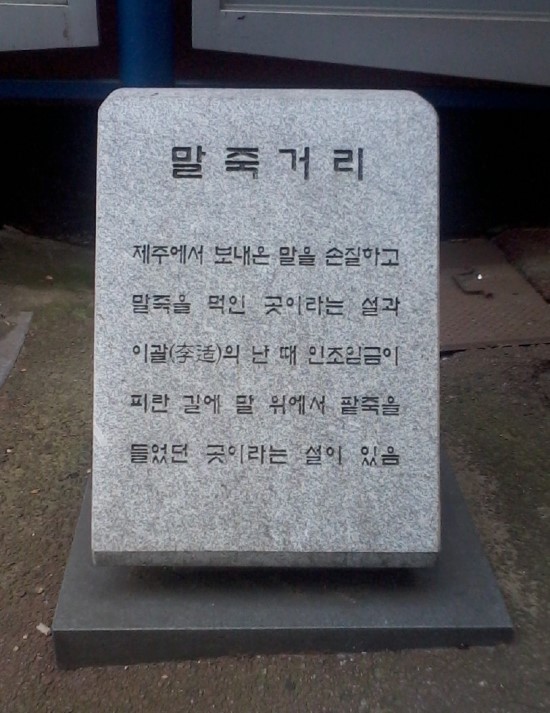 말죽거리
제주에서 보내온 말을 손질하고
말죽을 먹인 곳이라는 설과
이괄(李适)의 난 때 인조임금이
피란 길에 말 위에서 팥죽을
들었던 곳이라는 설이 있음